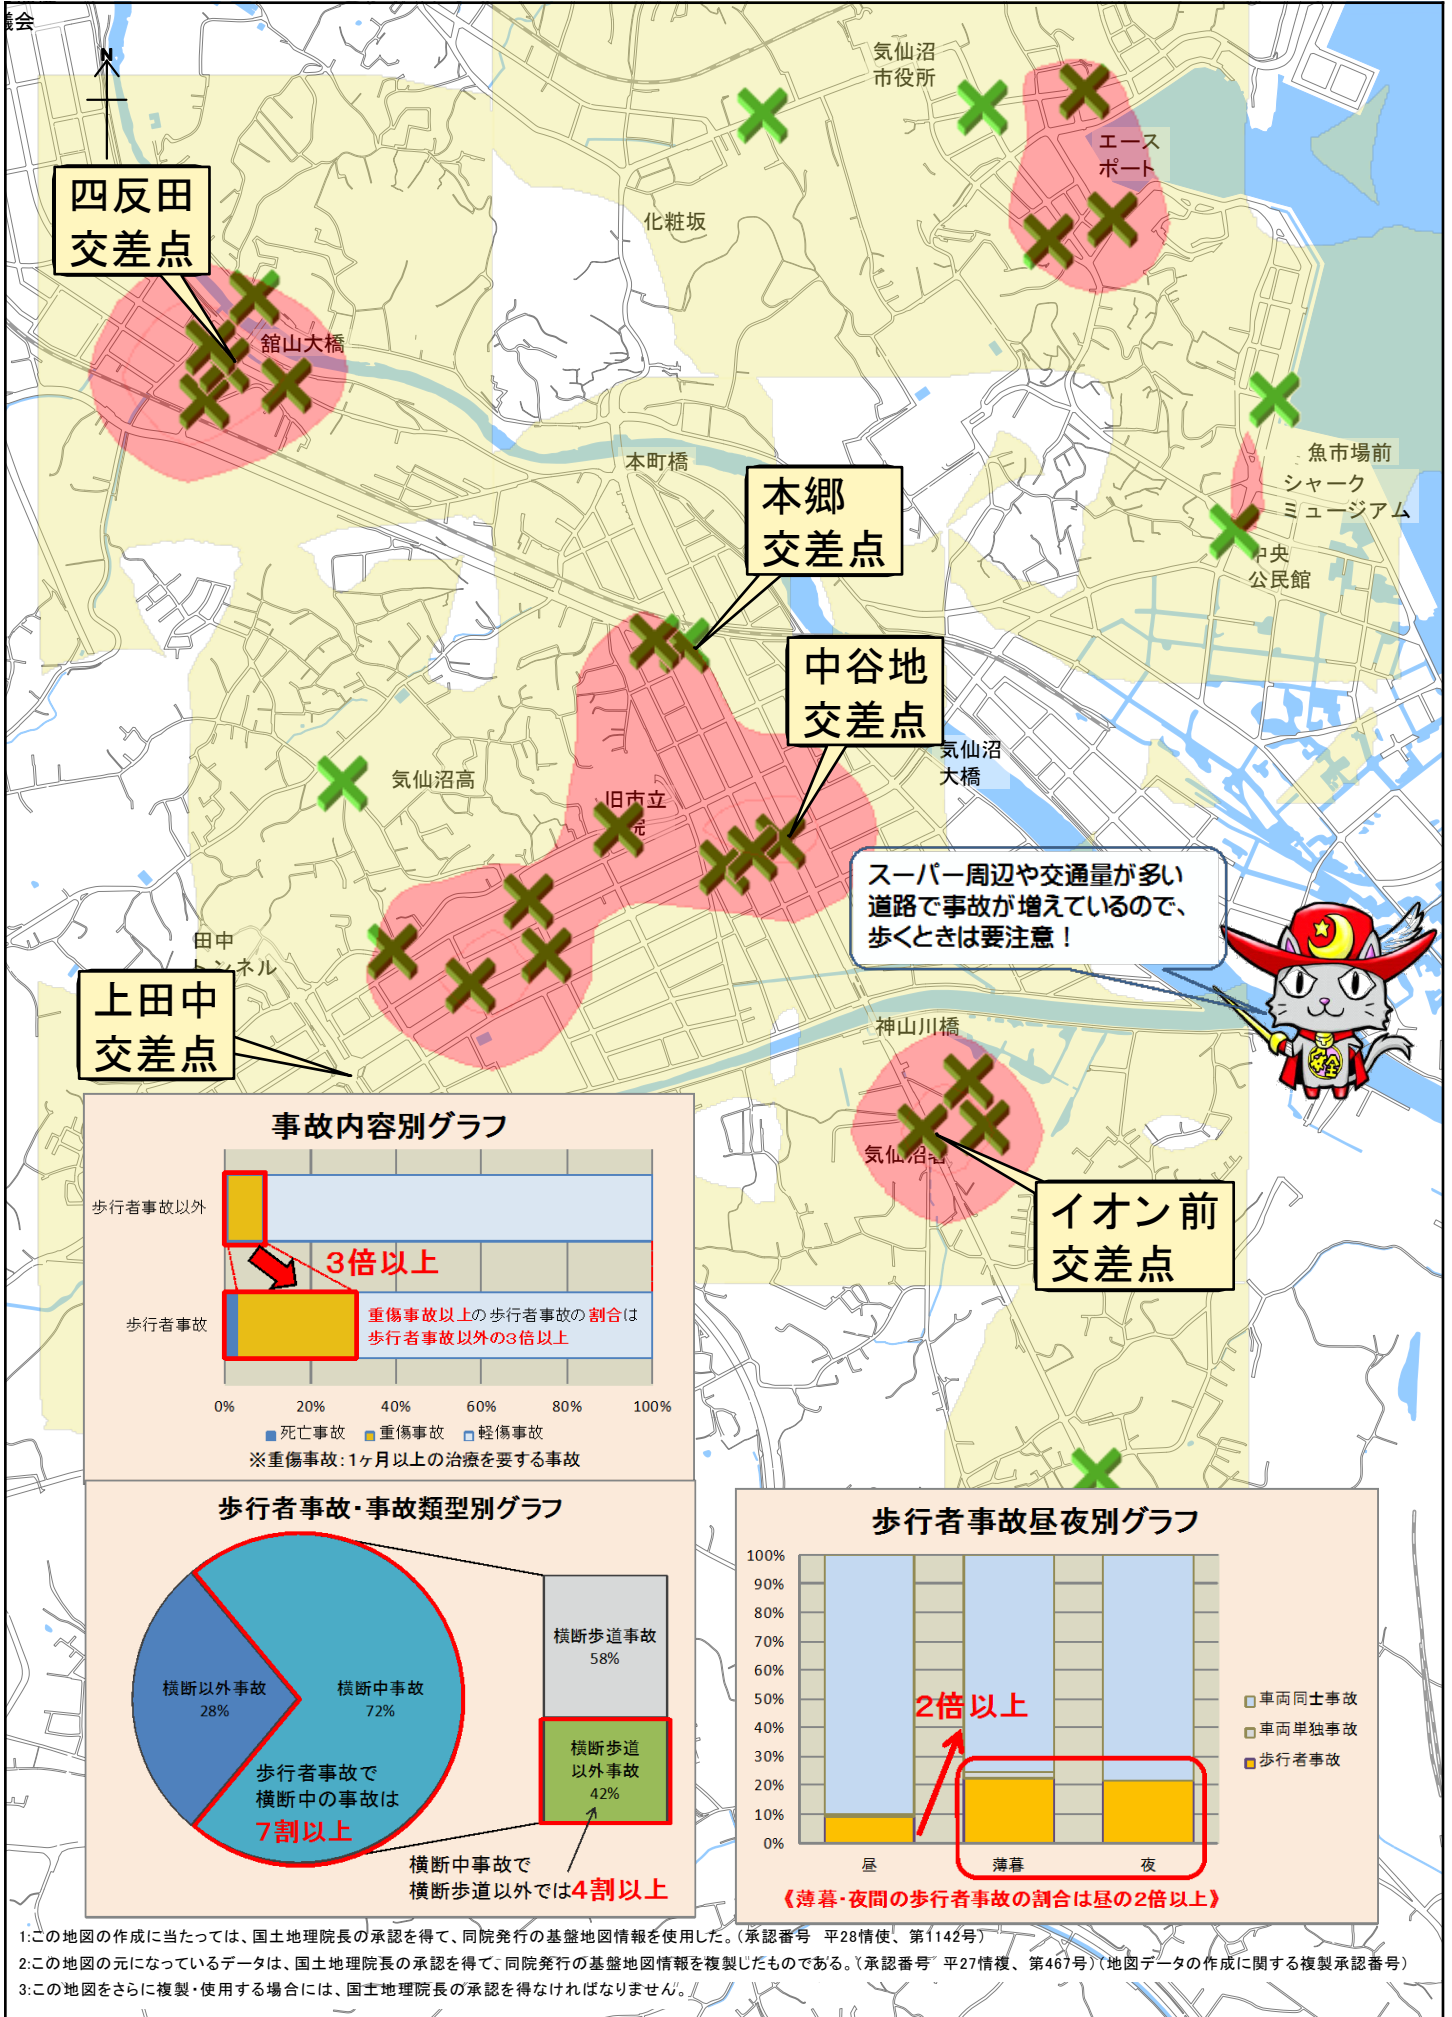 議会
N
気仙沼
市役所
エース
ポート
四反田
交差点
化粧坂
舘山大橋
本町橋
魚市場前
シャーク
ミュージアム
本郷
交差点
中央
公民館
中谷地
交差点
気仙沼
大橋
気仙沼高
旧市立
院
スーパー周辺や交通量が多い
道路で事故が増えているので、
歩くときは要注意！
田中
トンネル
上田中
交差点
神山川橋
安全
気仙沼署
イオン前
交差点
事故内容別グラフ
歩行者事故以外
3倍以上
歩行者事故
重傷事故以上の歩行者事故の割合は
歩行者事故以外の3倍以上
0% 20% 40% 60% 80% 100%
死亡事故 重傷事故 軽傷事故
※重傷事故:1ヶ月以上の治療を要する事故
歩行者事故・事故類型別グラフ
横断以外事故
28%
横断中事故
72%
歩行者事故で
横断中の事故は
7割以上
横断歩道事故
58%
横断歩道
以外事故
42%
横断中事故で
横断歩道以外では4割以上
歩行者事故昼夜別グラフ
100%
90%
80%
70%
60%
50%
40%
30%
20%
10%
0%
2倍以上
車両同士事故
車両単独事故
歩行者事故
昼 薄暮 夜
《薄暮・夜間の歩行者事故の割合は昼の2倍以上》
1:この地図の作成に当たっては、国土地理院長の承認を得て、同院発行の基盤地図情報を使用した。(承認番号 平28情使、第1142号)
2:この地図の元になっているデータは、国土地理院長の承認を得て、同院発行の基盤地図情報を複製したものである。(承認番号 平27情複、第467号)(地図データの作成に関する複製承認番号)
3:この地図をさらに複製・使用する場合には、国土地理院長の承認を得なければなりません。